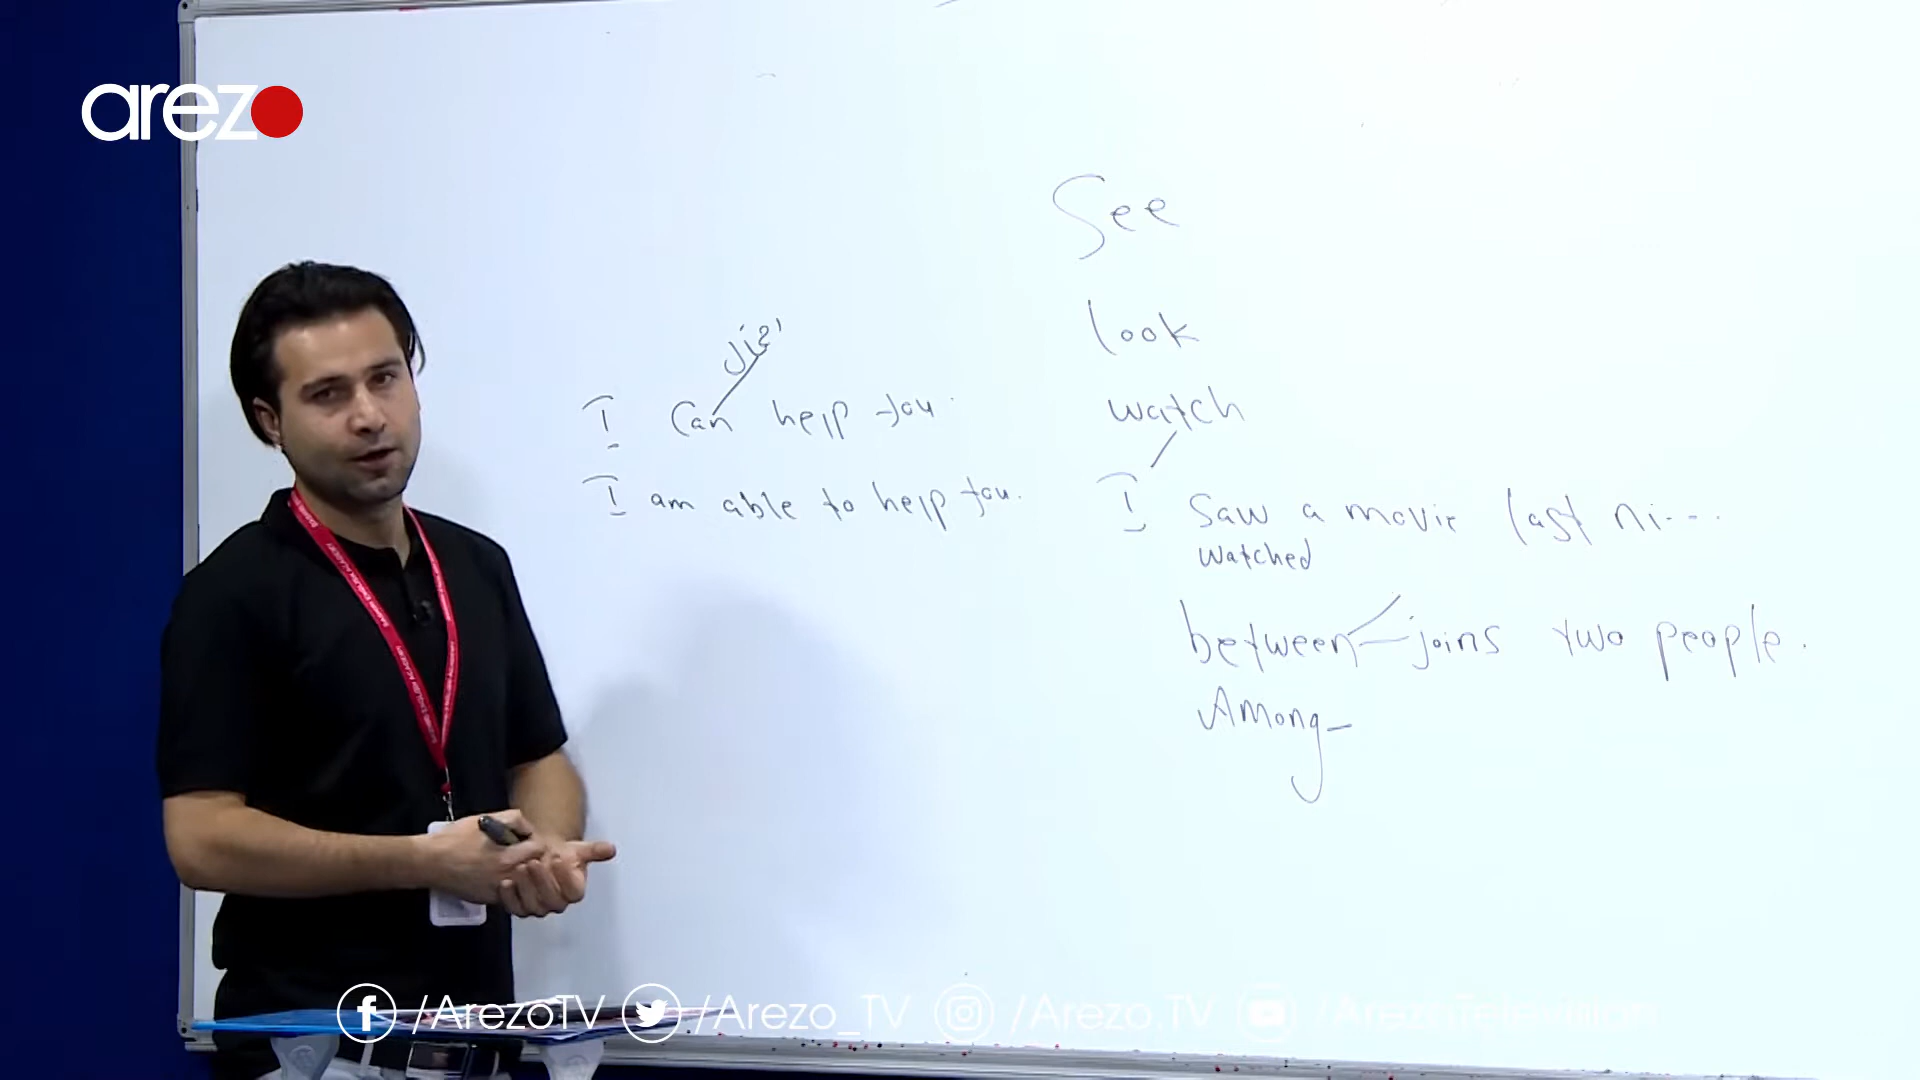 arezo
See
look
احتمال
watch
I can help you.
I am able to help you.
I saw a movie last ni....
watched
between joins two people.
Among
/ArezoTV /Arezo_TV /Arezo.TV